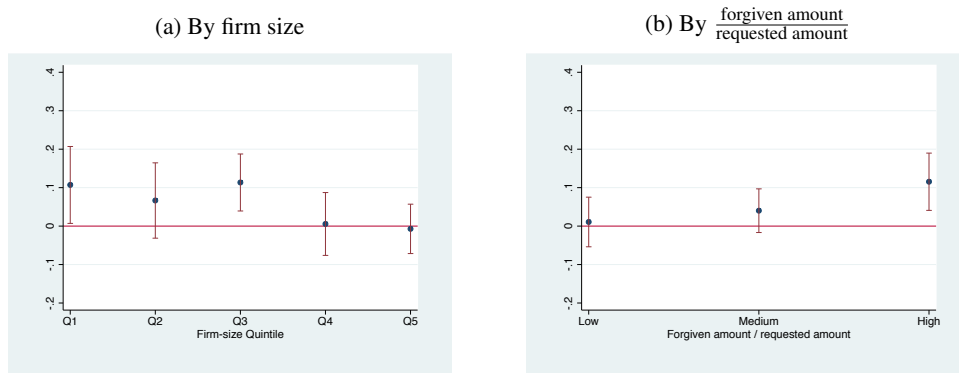 (a) By firm size
.4
.3
.2
.1
0
-.1
-.2
Q1 Q2 Q3 Q4 Q5
Firm-size Quintile
(b) By forgiven amount / requested amount
.4
.3
.2
.1
0
-.1
-.2
Low Medium High
Forgiven amount / requested amount